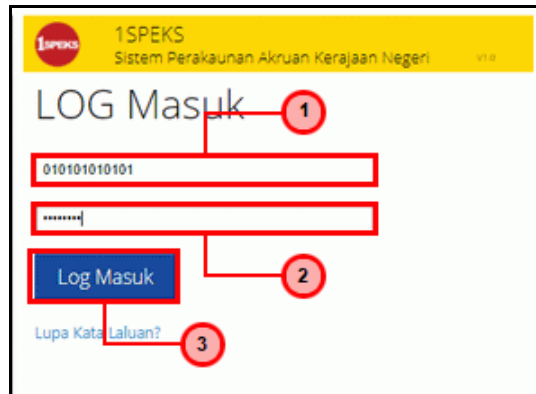 1SPEKS
1SPEKS
Sistem Perakaunan Akruan Kerajaan Negeri V1.0
LOG Masuk
1
010101010101
••••••••
2
Log Masuk
Lupa Kata Laluan?
3